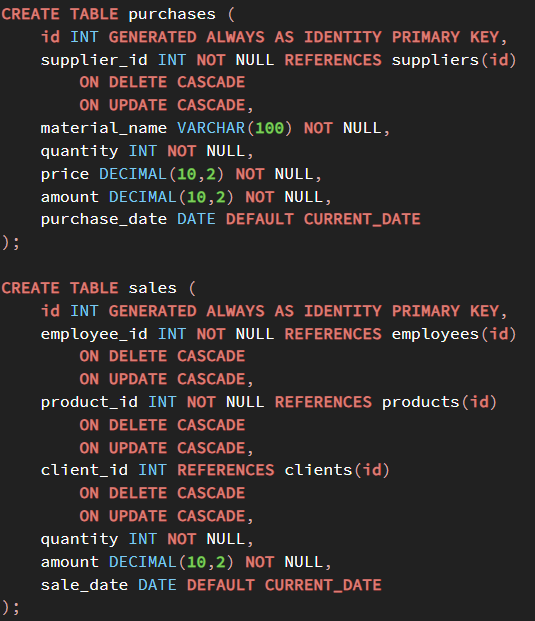 CREATE TABLE purchases (
    id INT GENERATED ALWAYS AS IDENTITY PRIMARY KEY,
    supplier_id INT NOT NULL REFERENCES suppliers(id)
        ON DELETE CASCADE
        ON UPDATE CASCADE,
    material_name VARCHAR(100) NOT NULL,
    quantity INT NOT NULL,
    price DECIMAL(10,2) NOT NULL,
    amount DECIMAL(10,2) NOT NULL,
    purchase_date DATE DEFAULT CURRENT_DATE
);

CREATE TABLE sales (
    id INT GENERATED ALWAYS AS IDENTITY PRIMARY KEY,
    employee_id INT NOT NULL REFERENCES employees(id)
        ON DELETE CASCADE
        ON UPDATE CASCADE,
    product_id INT NOT NULL REFERENCES products(id)
        ON DELETE CASCADE
        ON UPDATE CASCADE,
    client_id INT REFERENCES clients(id)
        ON DELETE CASCADE
        ON UPDATE CASCADE,
    quantity INT NOT NULL,
    amount DECIMAL(10,2) NOT NULL,
    sale_date DATE DEFAULT CURRENT_DATE
);